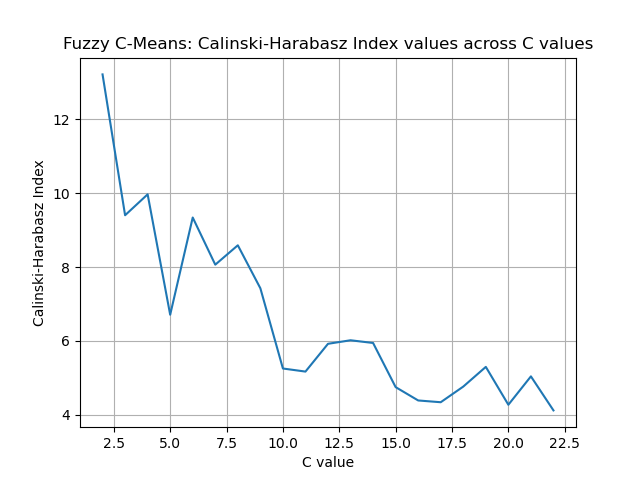 Fuzzy C-Means: Calinski-Harabasz Index values across C values
Calinski-Harabasz Index
12
10
8
6
4
2.5 5.0 7.5 10.0 12.5 15.0 17.5 20.0 22.5
C value